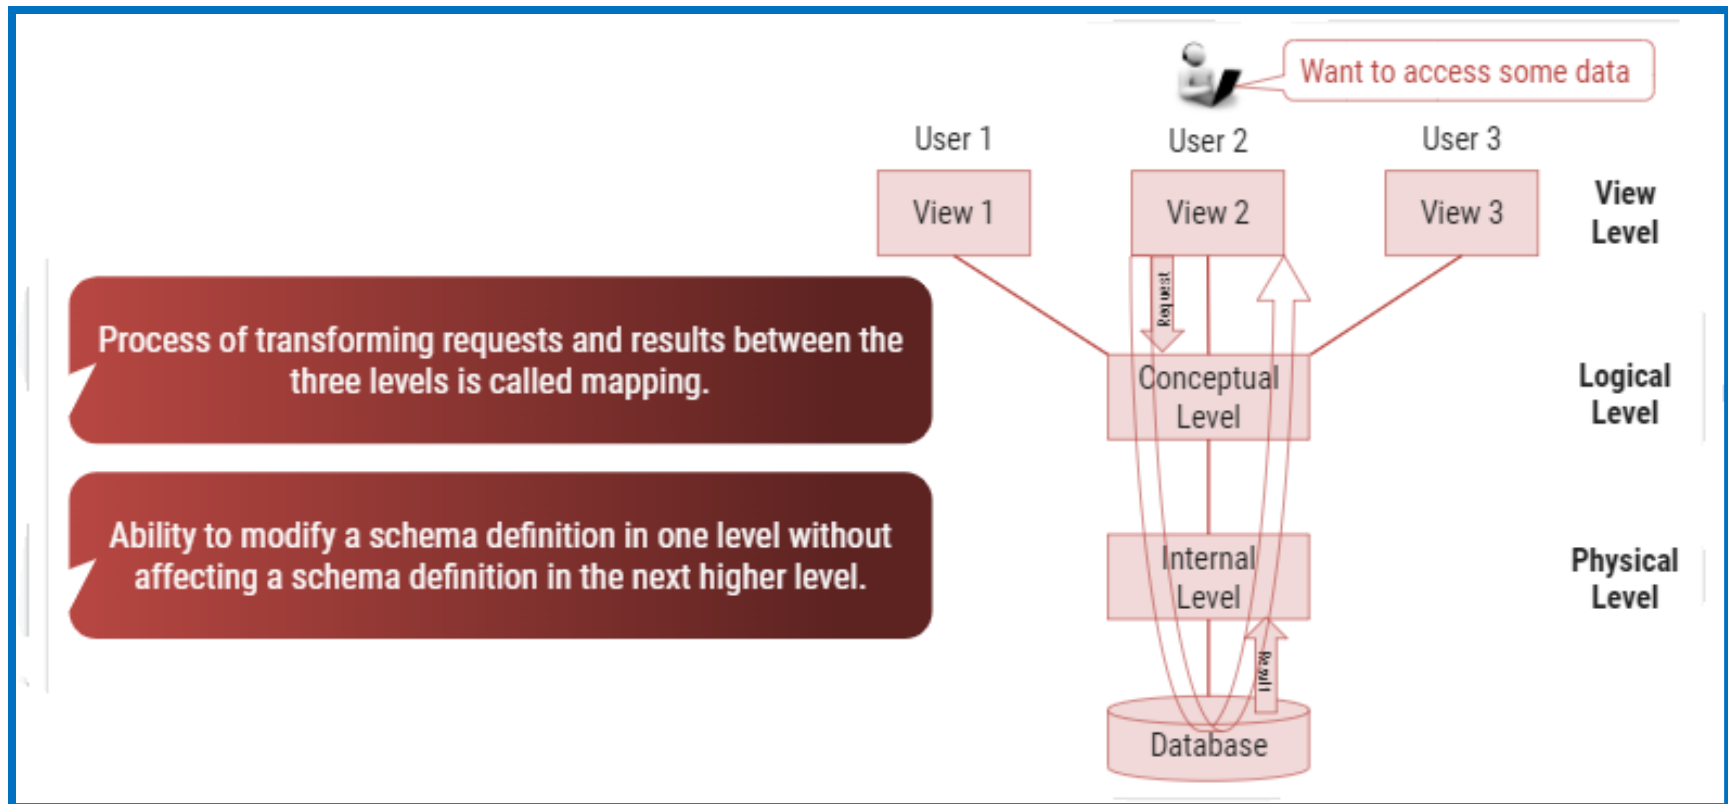 Want to access some data
User 1
User 2
User 3
View 1
View 2
View 3
View
Level
Request
Process of transforming requests and results between the
three levels is called mapping.
Conceptual
Level
Logical
Level
Ability to modify a schema definition in one level without
affecting a schema definition in the next higher level.
Internal
Level
Physical
Level
Result
Database